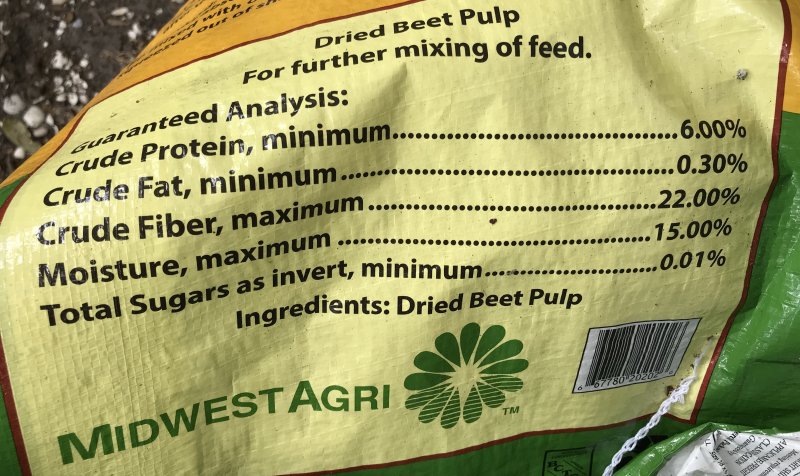 Dried Beet Pulp
For further mixing of feed.
Guaranteed Analysis:
Crude Protein, minimum 6.00%
Crude Fat, minimum 0.30%
Crude Fiber, maximum 22.00%
Moisture, maximum 15.00%
Total Sugars as invert, minimum 0.01%
Ingredients: Dried Beet Pulp
MIDWEST AGRI
TM